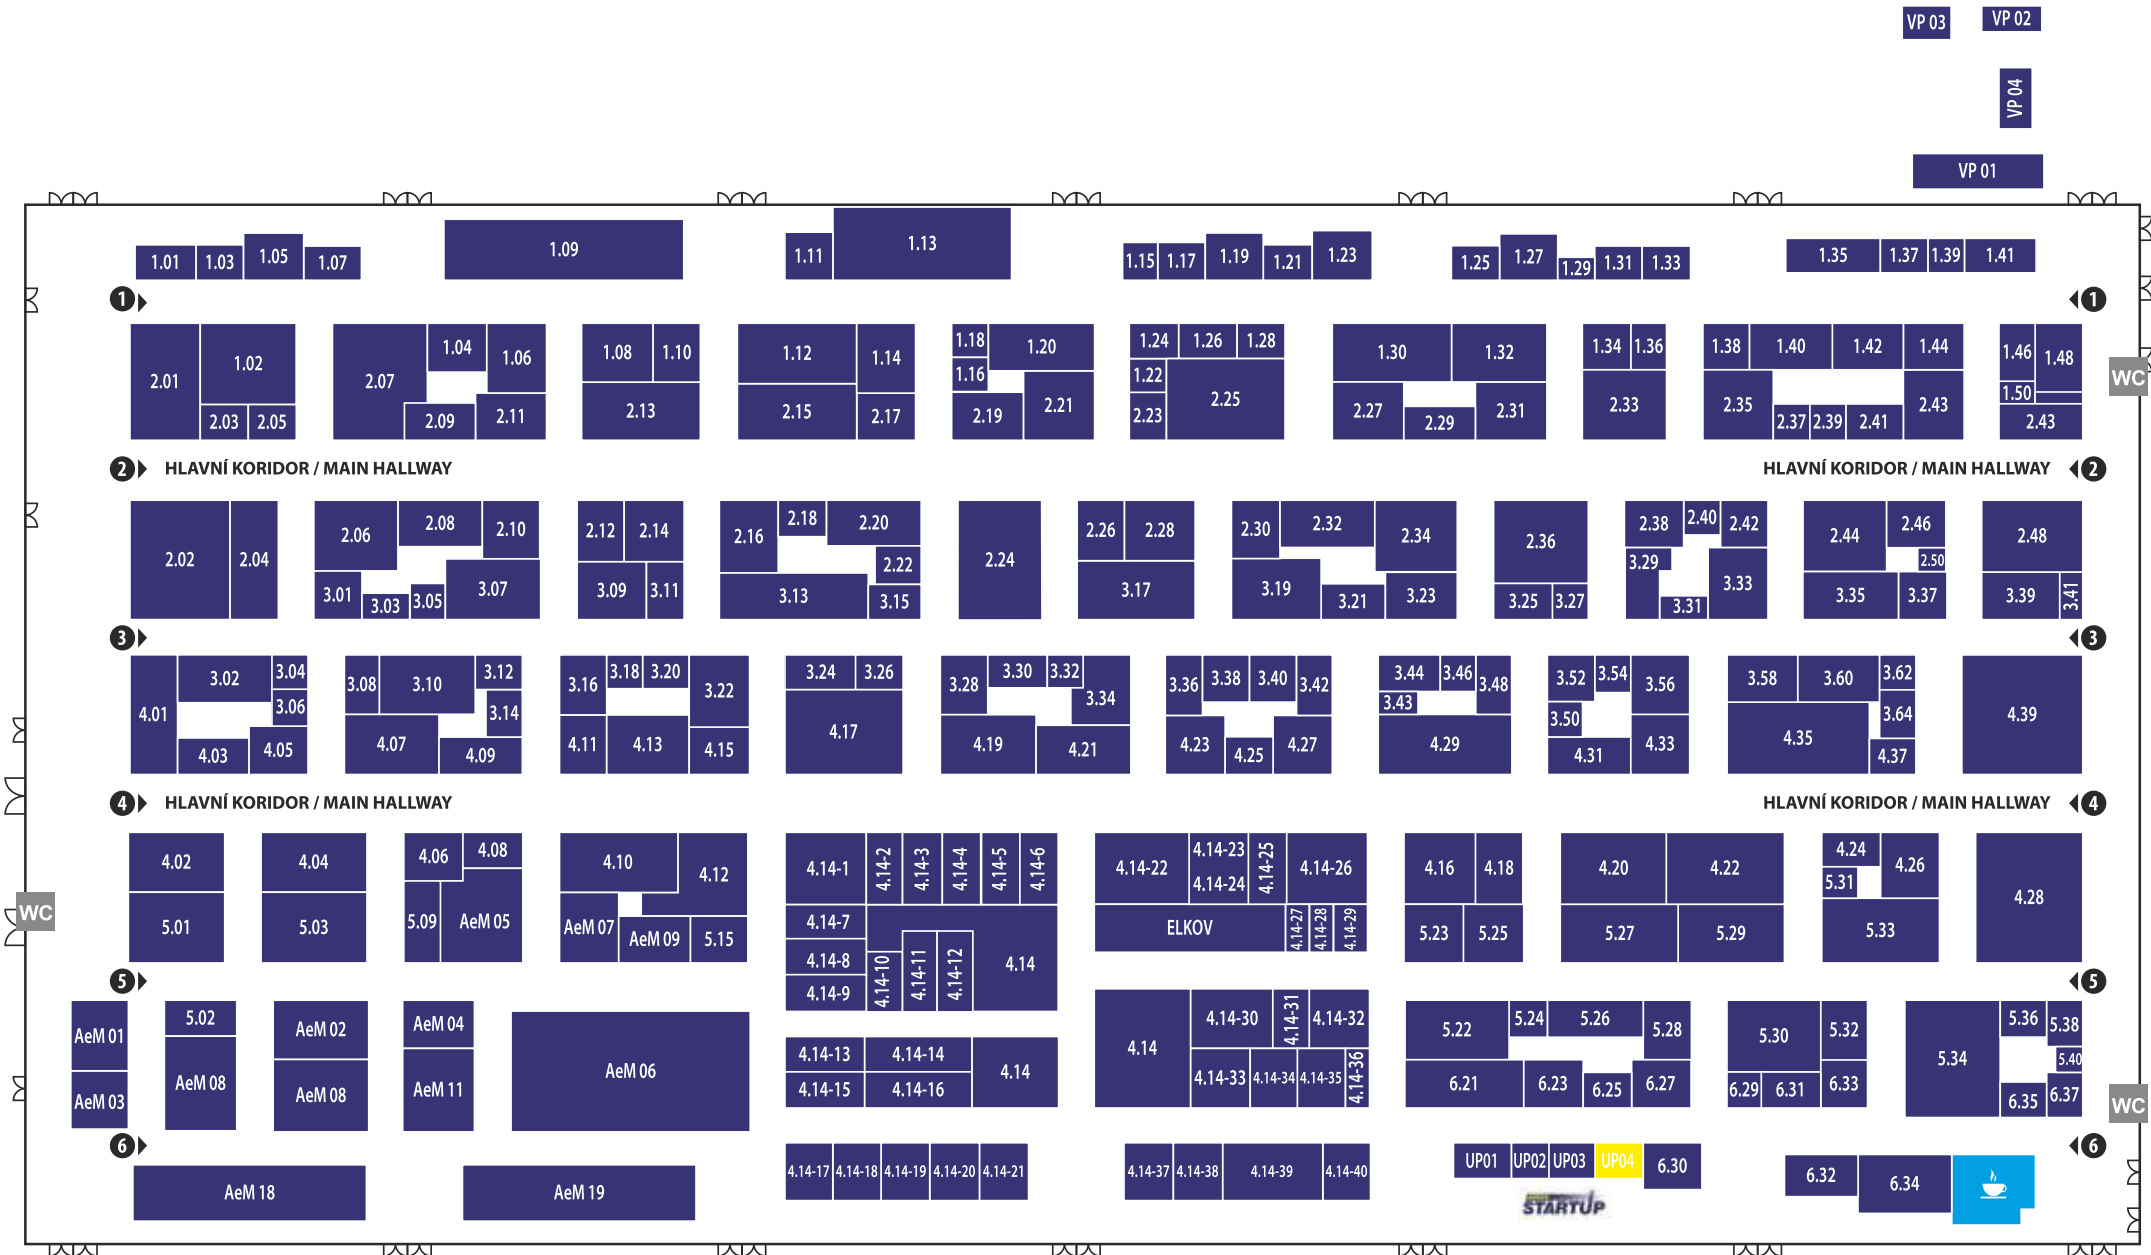 VP 03 VP 02
VP 04
VP 01
1.01 1.03 1.05 1.07 1.09 1.11 1.13 1.15 1.17 1.19 1.21 1.23 1.25 1.27 1.29 1.31 1.33 1.35 1.37 1.39 1.41
1 1
2.01 1.02 2.07 1.04 1.06 1.08 1.10 1.12 1.14 1.18 1.20 1.24 1.26 1.28 1.30 1.32 1.34 1.36 1.38 1.40 1.42 1.44 1.46 1.48
WC
1.16 1.22 1.50
2.03 2.05 2.09 2.11 2.13 2.15 2.17 2.19 2.21 2.23 2.25 2.27 2.29 2.31 2.33 2.35 2.37 2.39 2.41 2.43 2.43
2 HLAVNÍ KORIDOR / MAIN HALLWAY HLAVNÍ KORIDOR / MAIN HALLWAY 2
2.02 2.04 2.06 2.08 2.10 2.12 2.14 2.16 2.18 2.20 2.22 2.24 2.26 2.28 2.30 2.32 2.34 2.36 2.38 2.40 2.42 2.44 2.46 2.50 2.48
3.01 3.03 3.05 3.07 3.09 3.11 3.13 3.15 3.17 3.19 3.21 3.23 3.25 3.27 3.29 3.31 3.33 3.35 3.37 3.39 3.41
3 3
4.01 3.02 3.04 3.08 3.10 3.12 3.16 3.18 3.20 3.22 3.24 3.26 3.28 3.30 3.32 3.34 3.36 3.38 3.40 3.42 3.44 3.46 3.48 3.52 3.54 3.56 3.58 3.60 3.62 4.39
3.06 3.14 3.43 3.50 3.64
4.03 4.05 4.07 4.09 4.11 4.13 4.15 4.17 4.19 4.21 4.23 4.25 4.27 4.29 4.31 4.33 4.35 4.37
4 HLAVNÍ KORIDOR / MAIN HALLWAY HLAVNÍ KORIDOR / MAIN HALLWAY 4
4.02 4.04 4.06 4.08 4.10 4.12 4.14-1 4.14-2 4.14-3 4.14-4 4.14-5 4.14-6 4.14-22 4.14-23 4.14-24 4.14-25 4.14-26 4.16 4.18 4.20 4.22 4.24 4.26 4.28
WC
5.01 5.03 5.09 AeM 05 AeM 07 AeM 09 5.15 4.14-7 ELKOV 4.14-27 4.14-28 4.14-29 5.23 5.25 5.27 5.29 5.31 5.33
4.14-8 4.14-9 4.14-10 4.14-11 4.14-12 4.14
5 5
AeM 01 5.02 AeM 02 AeM 04 AeM 06 4.14 4.14-30 4.14-31 4.14-32 5.22 5.24 5.26 5.28 5.30 5.32 5.34 5.36 5.38
5.40
4.14-13 4.14-14 4.14
AeM 03 AeM 08 AeM 08 AeM 11 4.14-15 4.14-16 4.14-33 4.14-34 4.14-35 4.14-36 6.21 6.23 6.25 6.27 6.29 6.31 6.33 6.35 6.37
WC
6 6
AeM 18 AeM 19 4.14-17 4.14-18 4.14-19 4.14-20 4.14-21 4.14-37 4.14-38 4.14-39 4.14-40 UP01 UP02 UP03 UP04 6.30 6.32 6.34
STARTUP